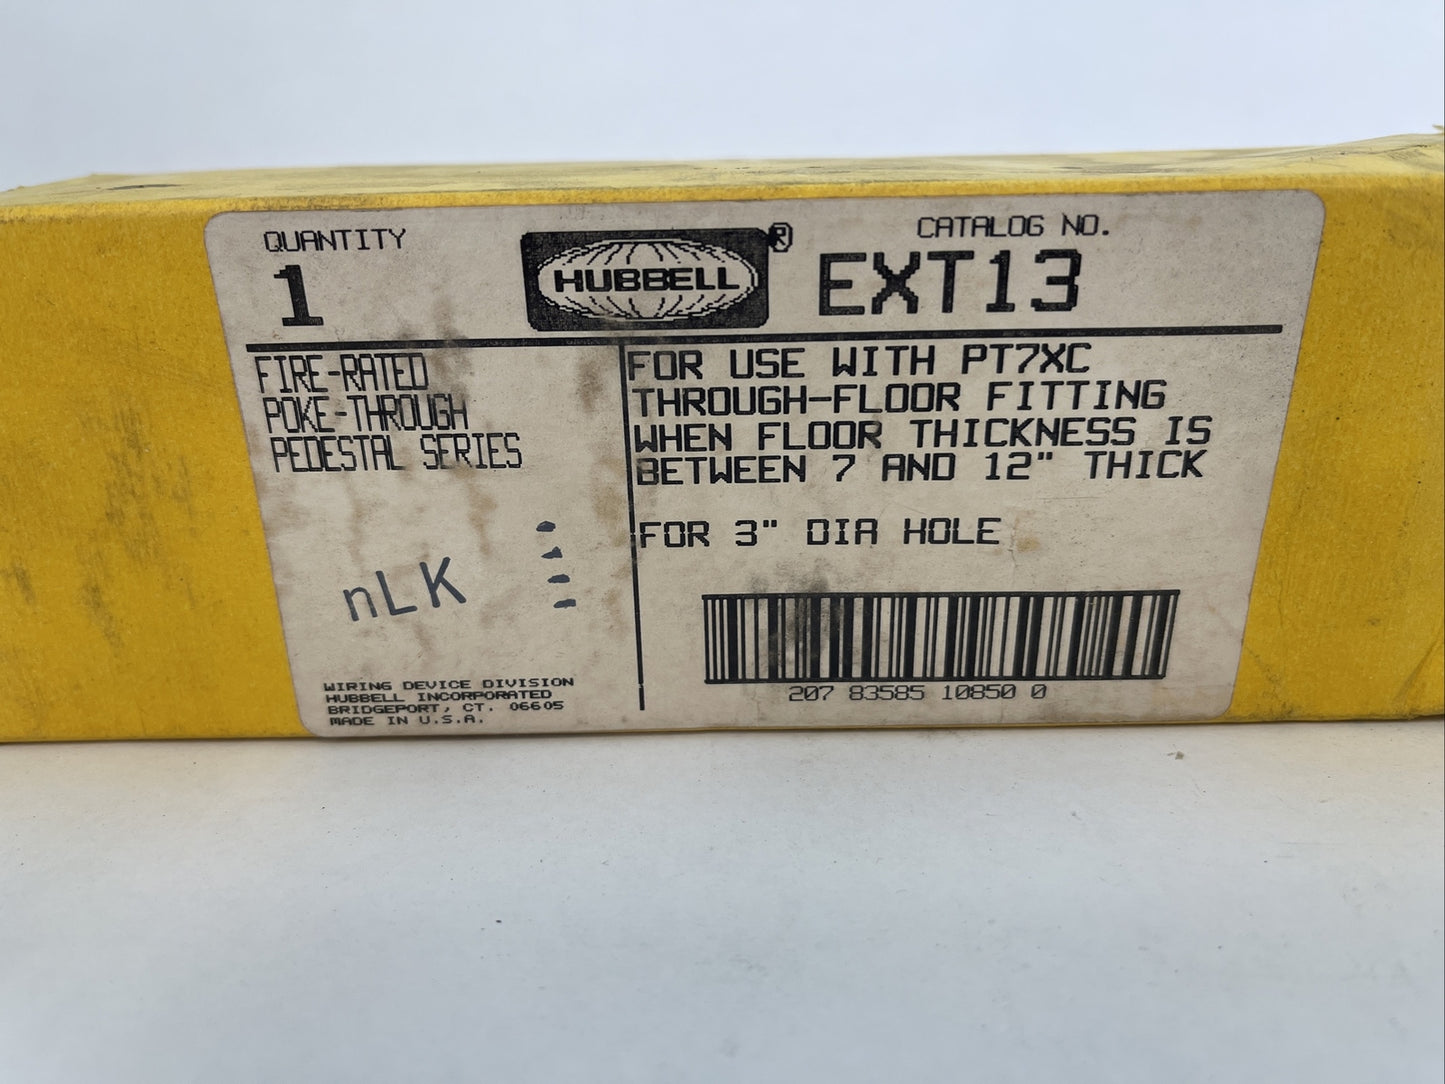 QUANTITY
1
HUBBELL®
CATALOG NO.
EXT13
FIRE-RATED
POKE-THROUGH
PEDESTAL SERIES
FOR USE WITH PT7XC
THROUGH-FLOOR FITTING
WHEN FLOOR THICKNESS IS
BETWEEN 7 AND 12" THICK
FOR 3" DIA HOLE
nLK
207 83585 10850 0
WIRING DEVICE DIVISION
HUBBELL INCORPORATED
BRIDGEPORT, CT. 06605
MADE IN U.S.A.